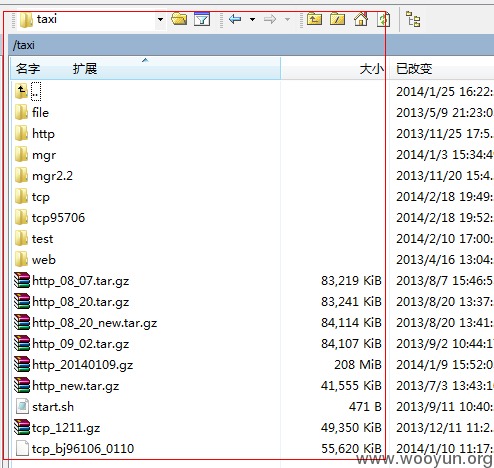 taxi
/taxi
名字 扩展 大小 已改变
.. 2014/1/25 16:22:
file 2013/5/9 21:23:0
http 2013/11/25 17:5..
mgr 2014/1/3 15:34:4
mgr2.2 2013/11/20 15:4..
tcp 2014/2/18 19:49:
tcp95706 2014/2/18 19:52:
test 2014/2/10 17:00:
web 2013/4/16 13:04:
http_08_07.tar.gz 83,219 KiB 2013/8/7 15:46:5
http_08_20.tar.gz 83,241 KiB 2013/8/20 13:37:
http_08_20_new.tar.gz 84,114 KiB 2013/8/20 13:41:
http_09_02.tar.gz 84,107 KiB 2013/9/2 10:44:1
http_20140109.gz 208 MiB 2014/1/9 15:52:0
http_new.tar.gz 41,555 KiB 2013/7/3 13:43:1
start.sh 471 B 2013/9/11 10:40:
tcp_1211.gz 49,350 KiB 2013/12/11 11:2..
tcp_bj96106_0110 55,620 KiB 2014/1/10 11:17:
www.wooyun.org